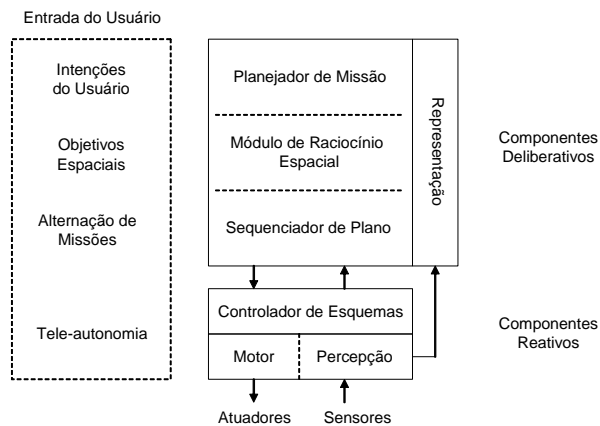 Entrada do Usuário
Intenções
do Usuário
Objetivos
Espaciais
Alternação de
Missões
Tele-autonomia
Planejador de Missão
Módulo de Raciocínio
Espacial
Sequenciador de Plano
Representação
Controlador de Esquemas
Motor
Percepção
Atuadores
Sensores
Componentes
Deliberativos
Componentes
Reativos